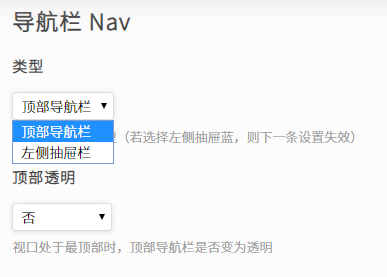 导航栏 Nav
类型
顶部导航栏
顶部导航栏
（若选择左侧抽屉蓝，则下一条设置失效）
左侧抽屉栏
顶部透明
否
视口处于最顶部时，顶部导航栏是否变为透明